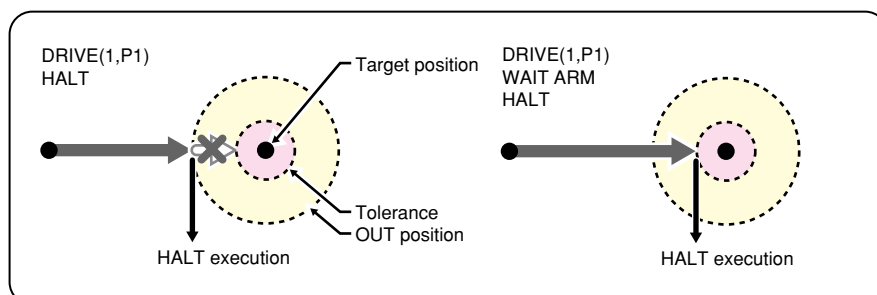 DRIVE(1,P1)
HALT
Target position
Tolerance
OUT position
HALT execution
DRIVE(1,P1)
WAIT ARM
HALT
HALT execution